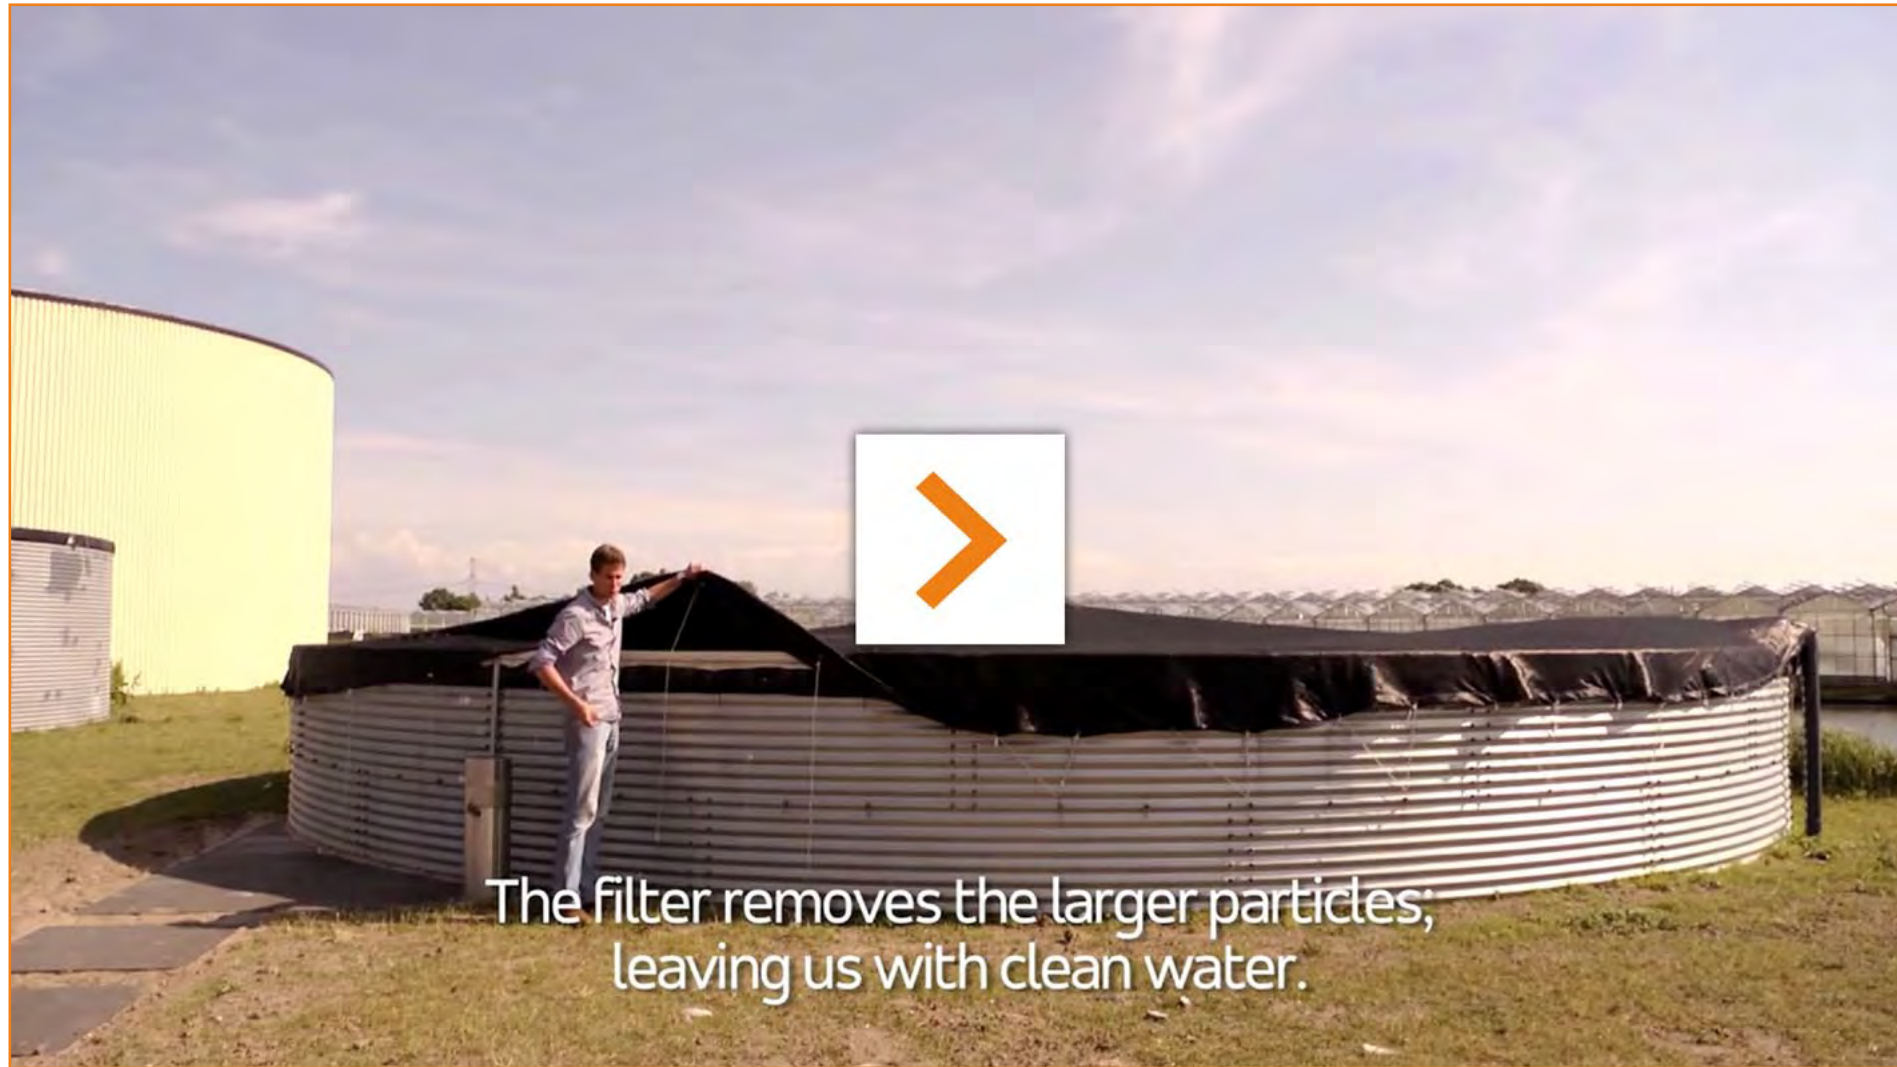 The filter removes the larger particles;
leaving us with clean water.